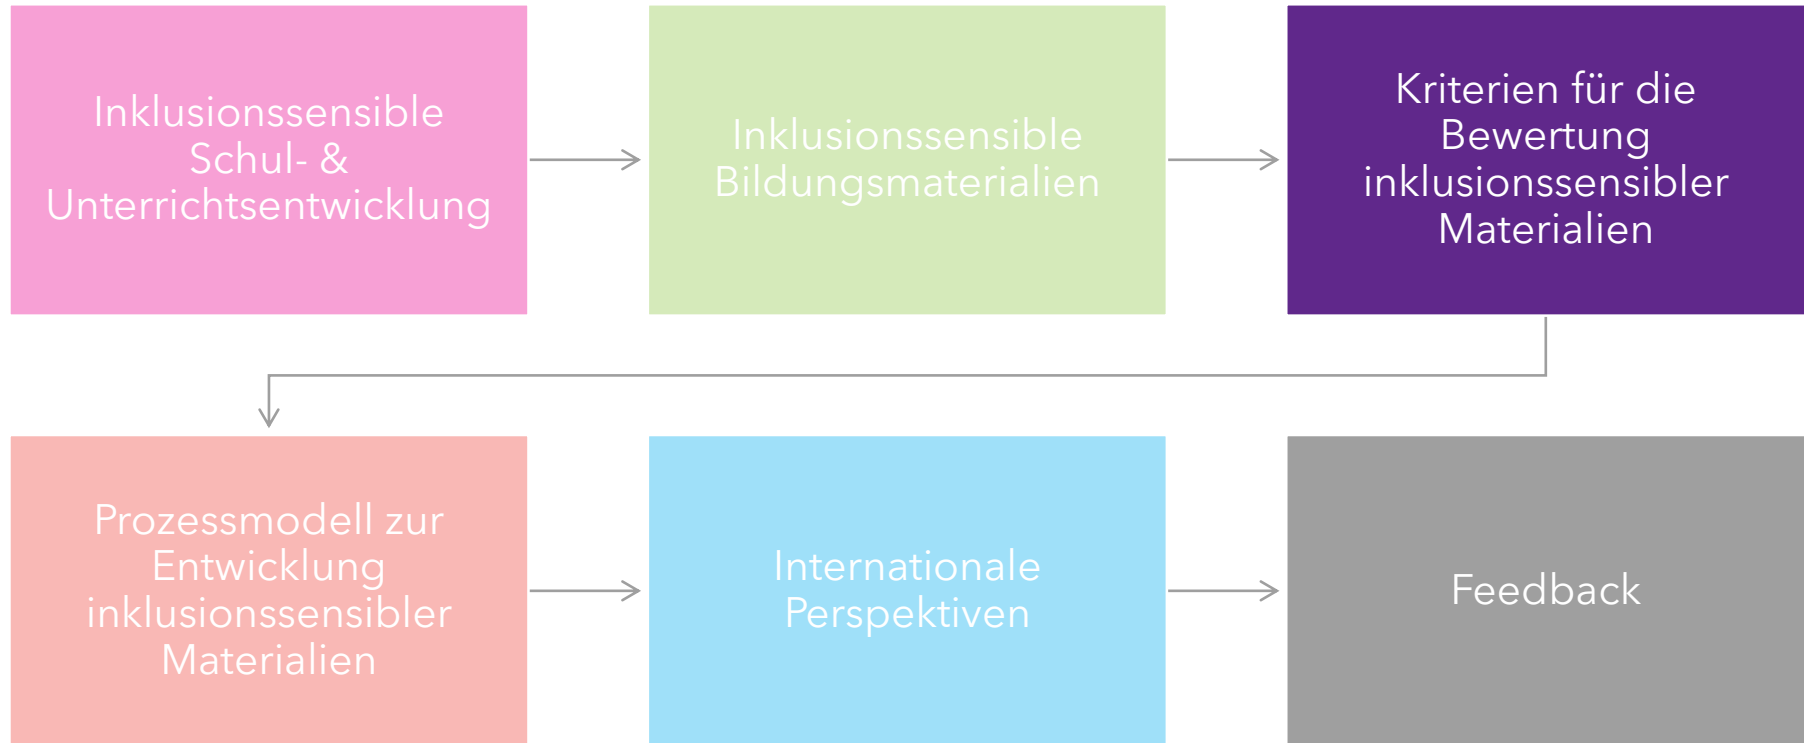 Inklusionssensible
Schul- &
Unterrichtsentwicklung
Inklusionssensible
Bildungsmaterialien
Kriterien für die
Bewertung
inklusionssensibler
Materialien
Prozessmodell zur
Entwicklung
inklusionssensibler
Materialien
Internationale
Perspektiven
Feedback